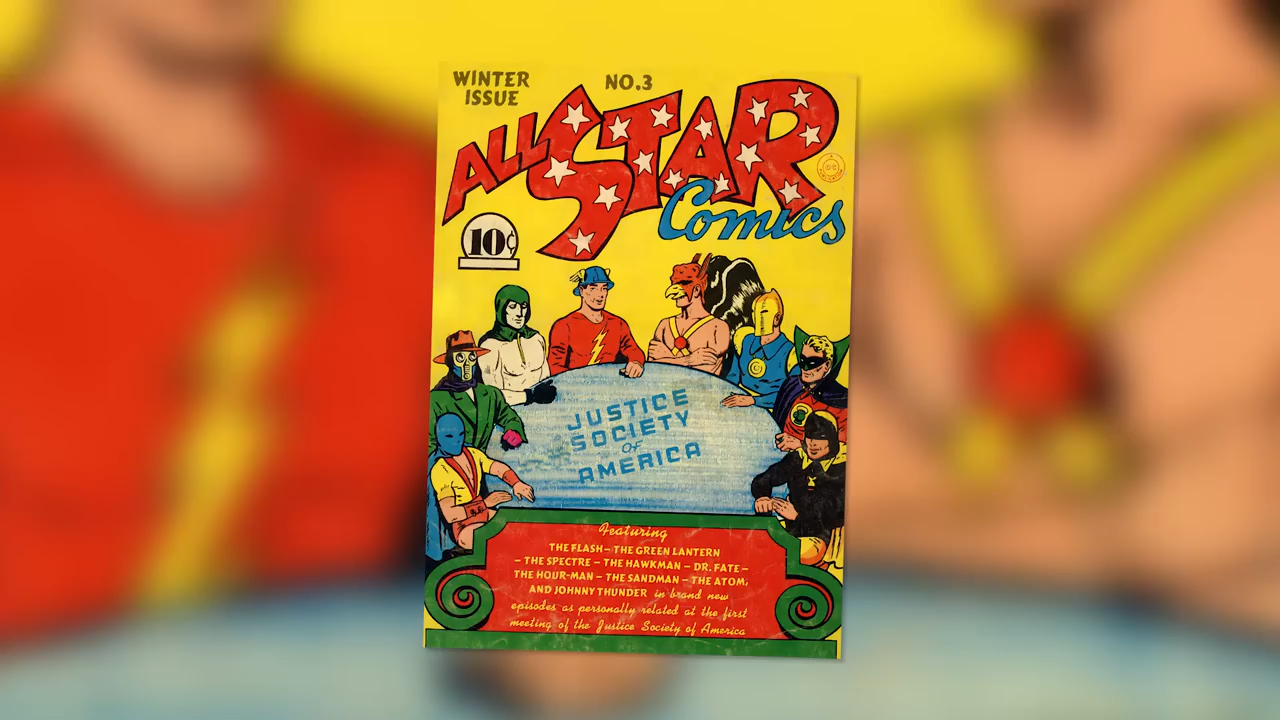 WINTER ISSUE
NO.3
ALL STAR
Comics
10¢
JUSTICE
SOCIETY
OF
AMERICA
Featuring
THE FLASH – THE GREEN LANTERN
– THE SPECTRE – THE HAWKMAN – DR. FATE –
THE HOUR-MAN – THE SANDMAN – THE ATOM,
AND JOHNNY THUNDER in brand new
episodes as personally related at the first
meeting of the Justice Society of America